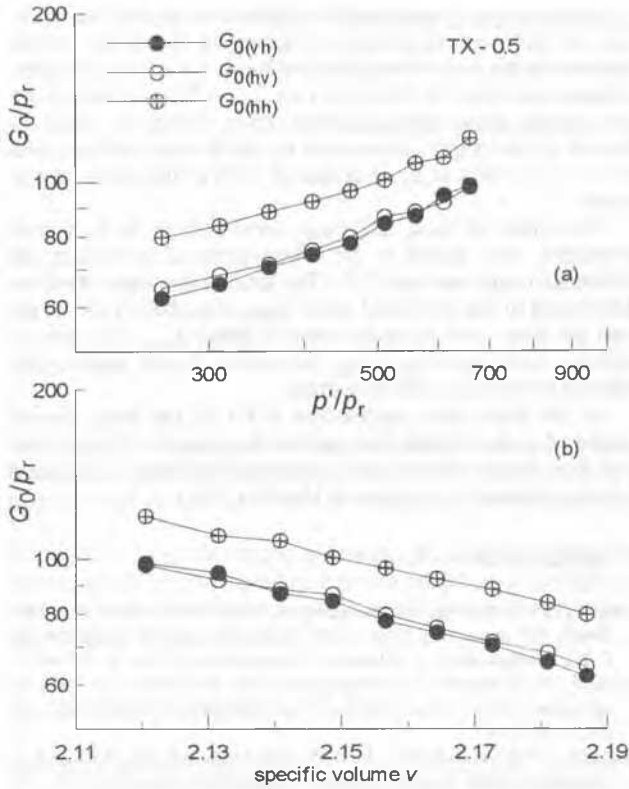 200
G0(vh)
TX - 0.5
G0(hv)
G0(hh)
G0/pr
100
80
60
(a)
300
500
700
900
p'/pr
200
(b)
G0/pr
100
80
60
2.11
2.13
2.15
2.17
2.19
specific volume v